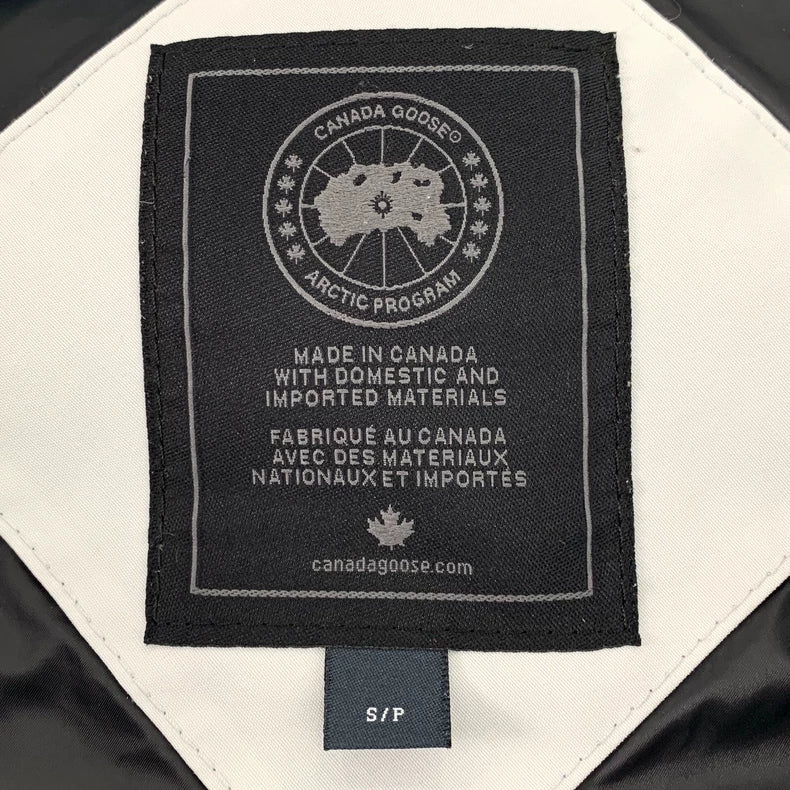 CANADA GOOSE®
ARCTIC PROGRAM
MADE IN CANADA
WITH DOMESTIC AND
IMPORTED MATERIALS
FABRIQUÉ AU CANADA
AVEC DES MATERIAUX
NATIONAUX ET IMPORTÉS
canadagoose.com
S/P